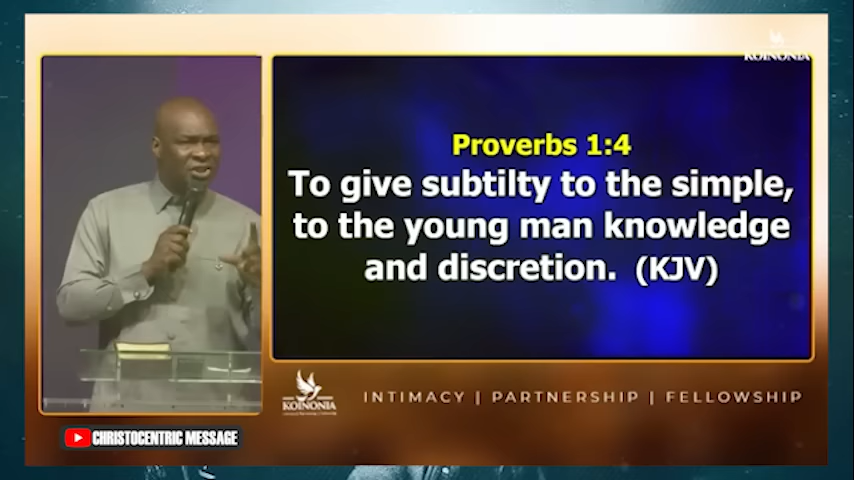 KOINONIA
Proverbs 1:4
To give subtilty to the simple,
to the young man knowledge
and discretion. (KJV)
KOINONIA
INTIMACY | PARTNERSHIP | FELLOWSHIP
CHRISTOCENTRIC MESSAGE